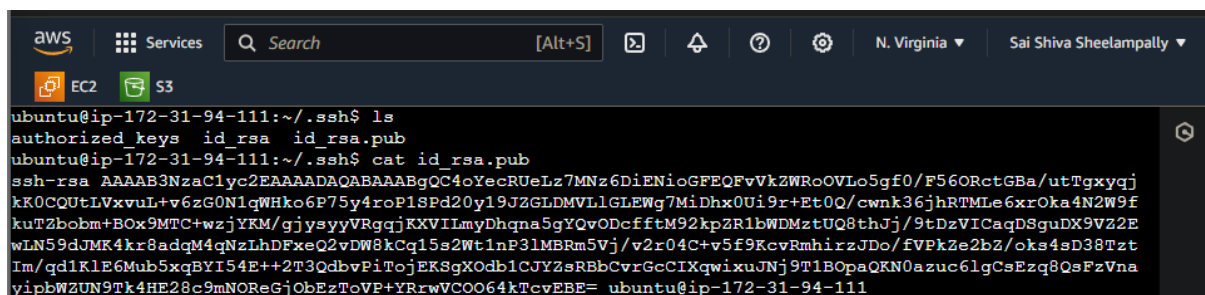 aws Services Search [Alt+S] N. Virginia ▼ Sai Shiva Sheelampally ▼
EC2 S3
ubuntu@ip-172-31-94-111:~/.ssh$ ls
authorized_keys  id_rsa  id_rsa.pub
ubuntu@ip-172-31-94-111:~/.ssh$ cat id_rsa.pub
ssh-rsa AAAAB3NzaC1yc2EAAAADAQABAAABgQC4oYecRUeLz7MNz6DiENioGFEQFvVkZWRoOVLo5gf0/F56ORctGBa/utTgxyqj
kK0CQUtLVxvuL+v6zG0N1qWHko6P75y4roP1SPd20y19JZGLDMVL1GLEWg7MiDhx0Ui9r+Et0Q/cwnk36jhRTMLe6xrOka4N2W9f
kuTZbobm+BOx9MTC+wzjYKM/gjysyyVRgqjKXVILmyDhqna5gYQvODcfftM92kpZR1bWDMztUQ8thJj/9tDzVICaqDSguDX9VZ2E
wLN59dJMK4kr8adqM4qNzLhDFxeQ2vDW8kCq15s2Wt1nP3lMBRm5Vj/v2r04C+v5f9KcvRmhirzJDo/fVPkZe2bZ/oks4sD38Tzt
Im/qd1KlE6Mub5xqBYI54E++2T3QdbvPiTojEKSgXOdb1CJYZsRBbCvrGcCIXqwixuJNj9T1BOpaQKN0azuc6lgCsEzq8QsFzVna
yipbWZUN9Tk4HE28c9mNOReGjObEzToVP+YRrwVCOO64kTcvEBE= ubuntu@ip-172-31-94-111